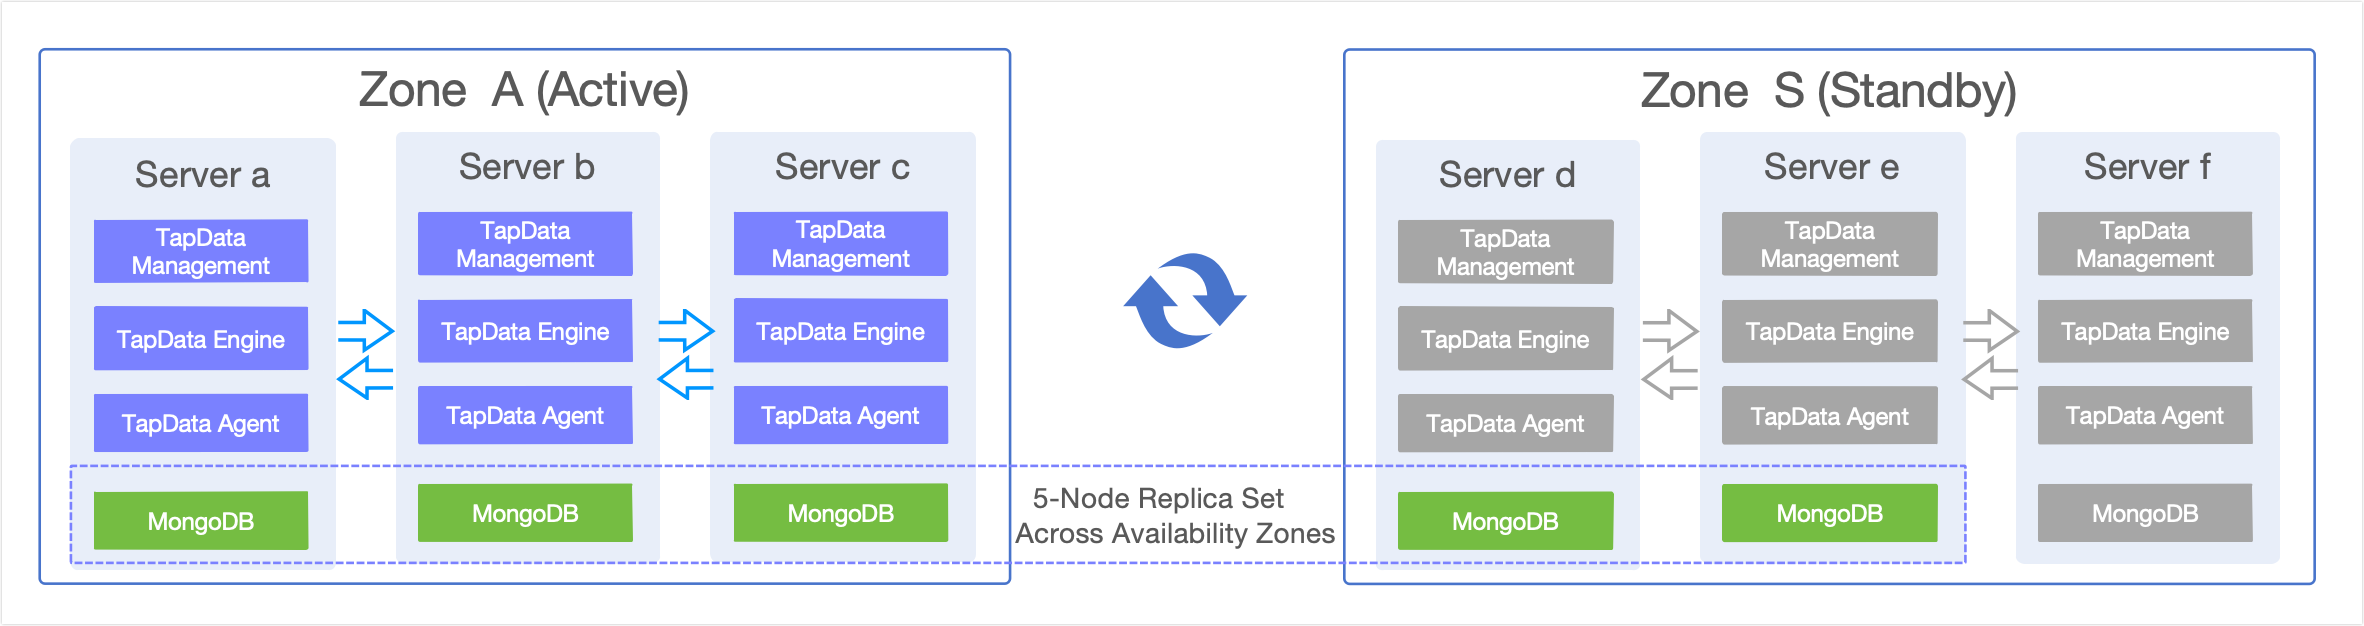 Zone A (Active)
Server a
TapData
Management
TapData Engine
TapData Agent
MongoDB
Server b
TapData
Management
TapData Engine
TapData Agent
MongoDB
Server c
TapData
Management
TapData Engine
TapData Agent
MongoDB
5-Node Replica Set
Across Availability Zones
Zone S (Standby)
Server d
TapData
Management
TapData Engine
TapData Agent
MongoDB
Server e
TapData
Management
TapData Engine
TapData Agent
MongoDB
Server f
TapData
Management
TapData Engine
TapData Agent
MongoDB